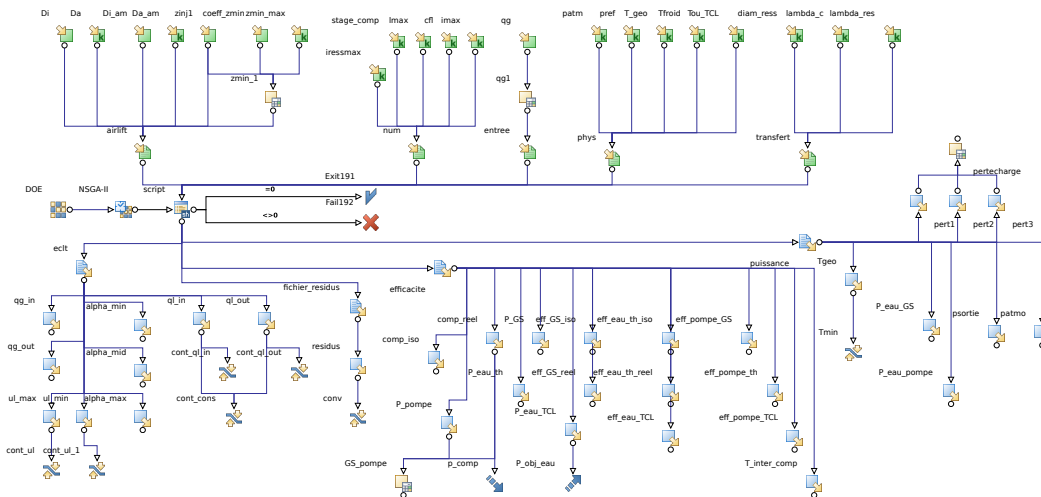 Di Da Di_am Da_am zinj1 coeff_zmin zmin_max stage_comp lmax cfl imax qg patm pref T_geo Tfroid Tou_TCL diam_ress lambda_c lambda_res
iressmax
zmin_1 qg1
airlift num entree phys transfert
pertecharge
Exit191
DOE NSGA-II script =0
Fail192
<>0
pert1 pert2 pert3
eclt puissance Tgeo
fichier_residus efficacite
qg_in alpha_min ql_in ql_out P_eau_GS psortie patmo
comp_reel P_GS eff_GS_iso eff_eau_th_iso eff_pompe_GS
qg_out alpha_mid cont_ql_in cont_ql_out residus comp_iso Tmin
P_eau_th eff_GS_reel eff_eau_th_reel eff_pompe_th P_eau_pompe
ul_max ul_min alpha_max cont_cons conv P_pompe P_eau_TCL eff_eau_TCL eff_pompe_TCL
cont_ul cont_ul_1
GS_pompe p_comp P_obj_eau T_inter_comp